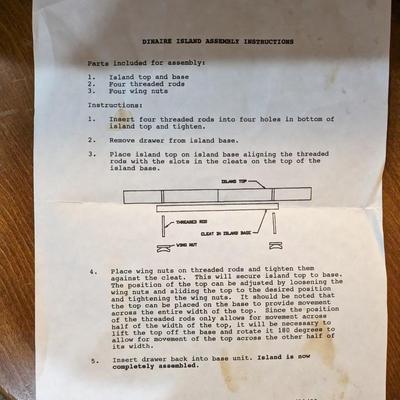 DINAIRE ISLAND ASSEMBLY INSTRUCTIONS
Parts included for assembly:
1. Island top and base
2. Four threaded rods
3. Four wing nuts
Instructions:
1. Insert four threaded rods into four holes in bottom of
island top and tighten.
2. Remove drawer from island base.
3. Place island top on island base aligning the threaded
rods with the slots in the cleats on the top of the
island base.
ISLAND TOP
THREADED ROD
CLEAT IN ISLAND BASE
WING NUT
4. Place wing nuts on threaded rods and tighten them
against the cleat. This will secure island top to base.
The position of the top can be adjusted by loosening the
wing nuts and sliding the top to the desired position
and tightening the wing nuts. It should be noted that
the top can be placed on the base to provide movement
across the entire width of the top. Since the position
of the threaded rods only allows for movement across
half of the width of the top, it will be necessary to
lift the top off the base and rotate it 180 degrees to
allow for movement of the top across the other half of
its width.
5. Insert drawer back into base unit. Island is now
completely assembled.